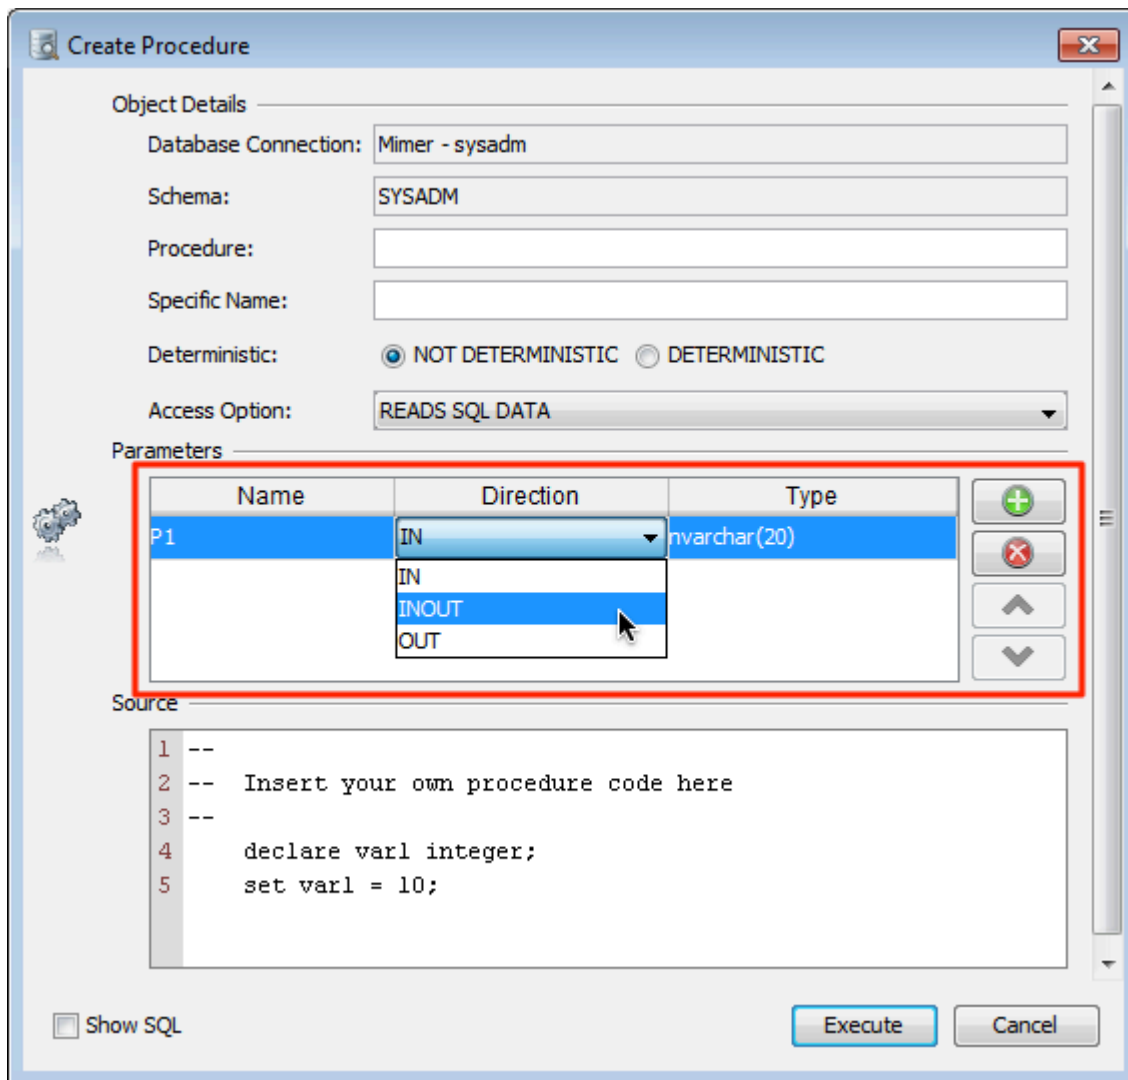 Create Procedure
Object Details
Database Connection: Mimer - sysadm
Schema: SYSADM
Procedure:
Specific Name:
Deterministic: NOT DETERMINISTIC DETERMINISTIC
Access Option: READS SQL DATA
Parameters
Name Direction Type
P1 IN nvarchar(20)
IN
INOUT
OUT
Source
1 --
2 -- Insert your own procedure code here
3 --
4 declare var1 integer;
5 set var1 = 10;
Show SQL Execute Cancel